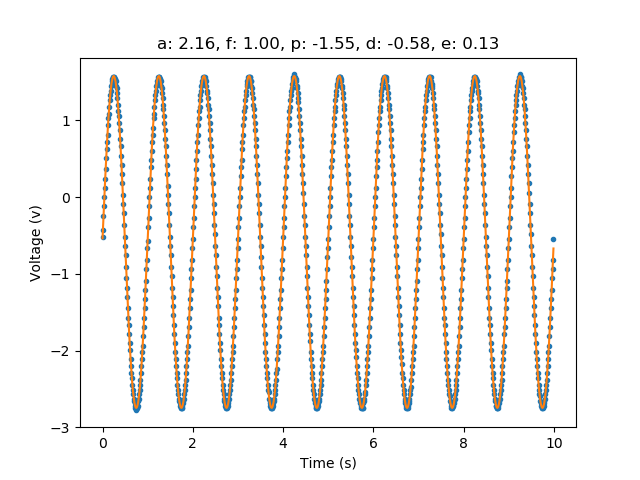 a: 2.16, f: 1.00, p: -1.55, d: -0.58, e: 0.13
1
0
−1
−2
−3
Voltage (v)
0 2 4 6 8 10
Time (s)